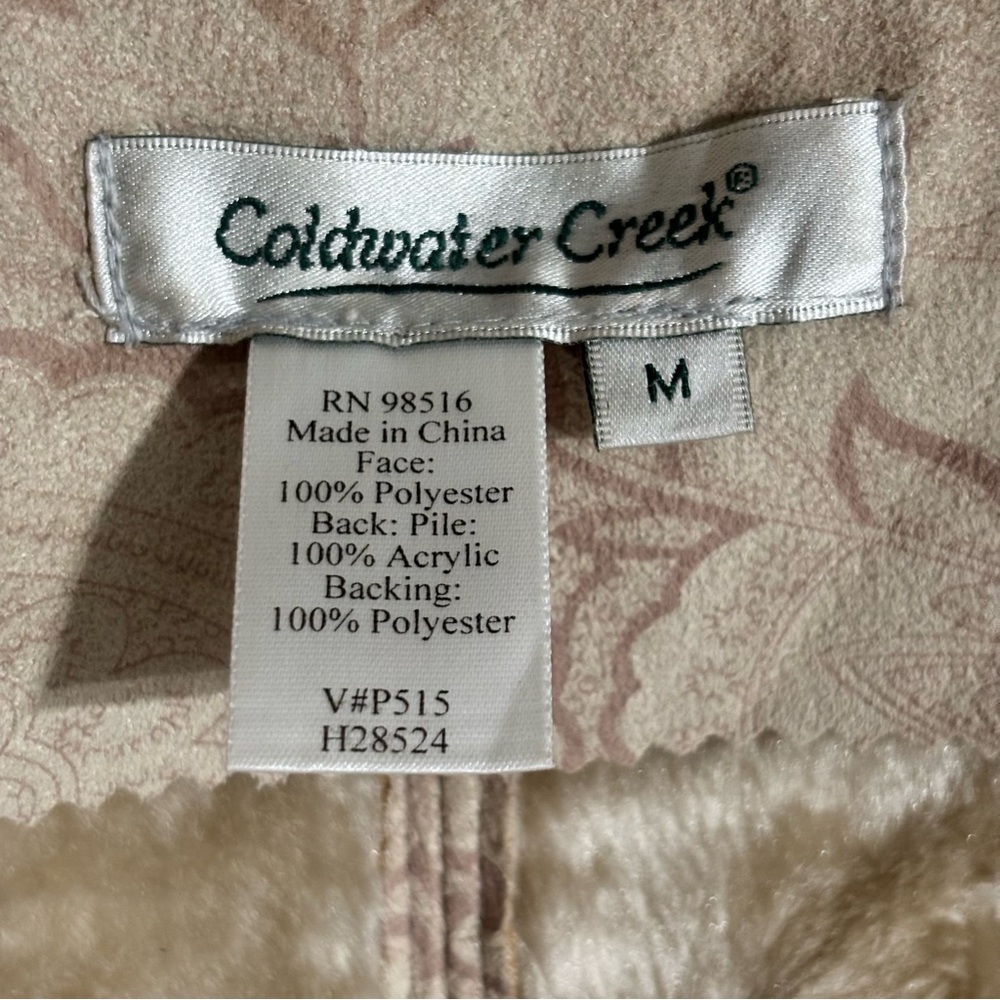 Coldwater Creek®
M
RN 98516
Made in China
Face:
100% Polyester
Back: Pile:
100% Acrylic
Backing:
100% Polyester
V#P515
H28524